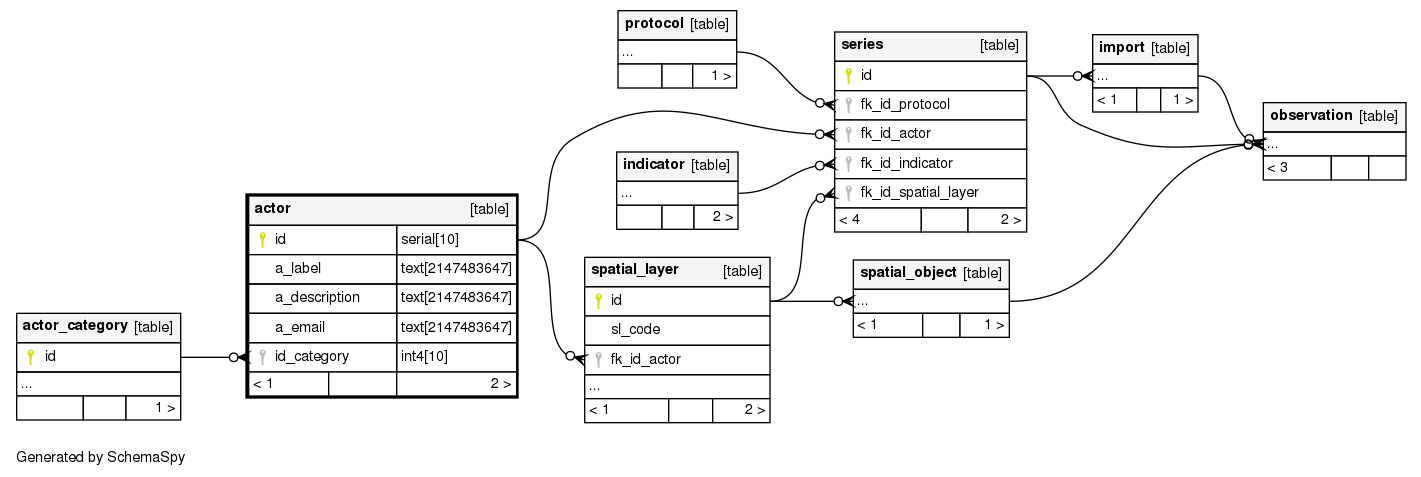 protocol [table]
...
1 >
series [table]
id
fk_id_protocol
fk_id_actor
fk_id_indicator
fk_id_spatial_layer
< 4 2 >
import [table]
...
< 1 1 >
observation [table]
...
< 3
indicator [table]
...
2 >
actor [table]
id serial[10]
a_label text[2147483647]
a_description text[2147483647]
a_email text[2147483647]
id_category int4[10]
< 1 2 >
spatial_layer [table]
id
sl_code
fk_id_actor
...
< 1 2 >
spatial_object [table]
...
< 1 1 >
actor_category [table]
id
...
1 >
Generated by SchemaSpy